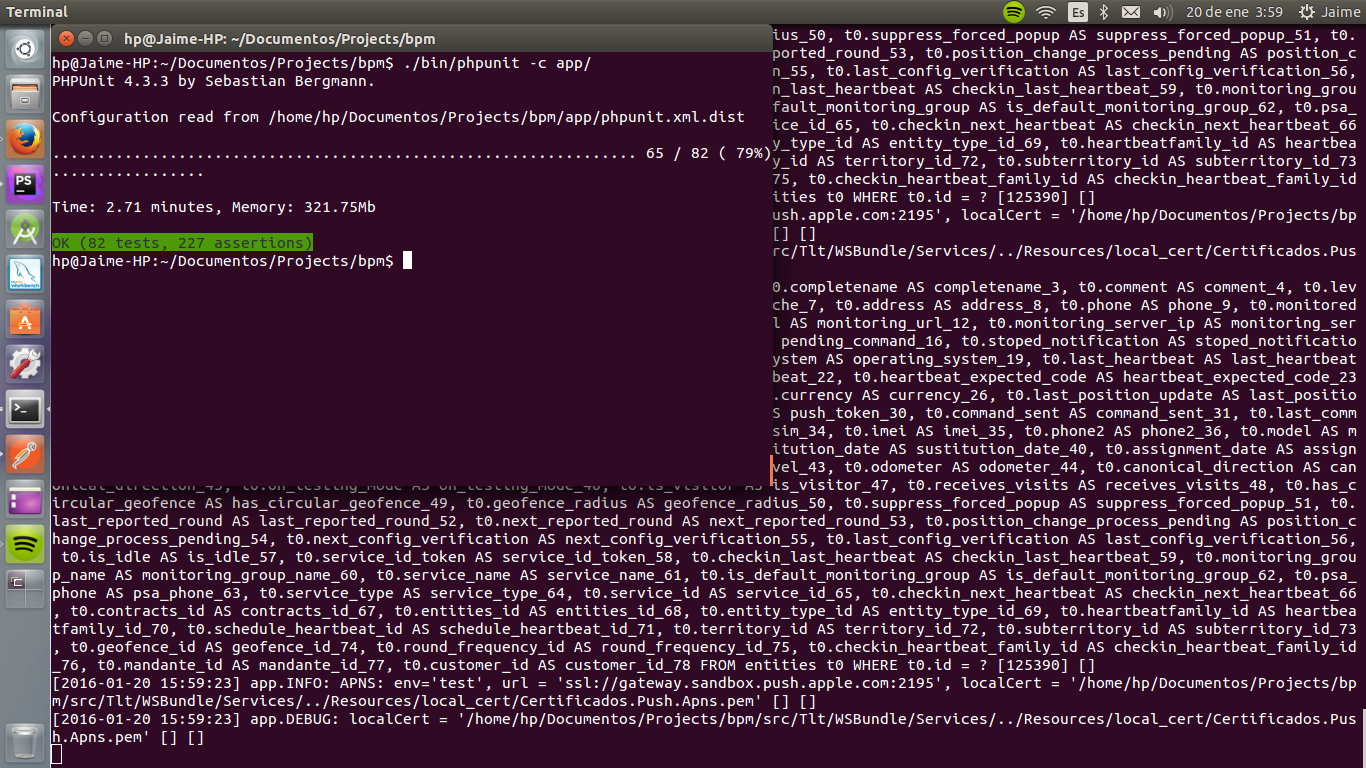 Terminal
Es
20 de ene 3:59
Jaime
hp@Jaime-HP: ~/Documentos/Projects/bpm
hp@Jaime-HP:~/Documentos/Projects/bpm$ ./bin/phpunit -c app/
PHPUnit 4.3.3 by Sebastian Bergmann.
Configuration read from /home/hp/Documentos/Projects/bpm/app/phpunit.xml.dist
................................................................. 65 / 82 ( 79%)
.................
Time: 2.71 minutes, Memory: 321.75Mb
OK (82 tests, 227 assertions)
hp@Jaime-HP:~/Documentos/Projects/bpm$
PS
Workbench
ius_50, t0.suppress_forced_popup AS suppress_forced_popup_51, t0.
ported_round_53, t0.position_change_process_pending AS position_c
n_55, t0.last_config_verification AS last_config_verification_56,
n_last_heartbeat AS checkin_last_heartbeat_59, t0.monitoring_grou
fault_monitoring_group AS is_default_monitoring_group_62, t0.psa_
ice_id_65, t0.checkin_next_heartbeat AS checkin_next_heartbeat_66
y_type_id AS entity_type_id_69, t0.heartbeatfamily_id AS heartbea
y_id AS territory_id_72, t0.subterritory_id AS subterritory_id_73
75, t0.checkin_heartbeat_family_id AS checkin_heartbeat_family_id
ities t0 WHERE t0.id = ? [125390] []
ush.apple.com:2195', localCert = '/home/hp/Documentos/Projects/bp
[] []
rc/Tlt/WSBundle/Services/../Resources/local_cert/Certificados.Pus
0.completename AS completename_3, t0.comment AS comment_4, t0.lev
che_7, t0.address AS address_8, t0.phone AS phone_9, t0.monitored
l AS monitoring_url_12, t0.monitoring_server_ip AS monitoring_ser
pending_command_16, t0.stoped_notification AS stoped_notificatio
ystem AS operating_system_19, t0.last_heartbeat AS last_heartbeat
beat_22, t0.heartbeat_expected_code AS heartbeat_expected_code_23
.currency AS currency_26, t0.last_position_update AS last_positio
S push_token_30, t0.command_sent AS command_sent_31, t0.last_comm
sim_34, t0.imei AS imei_35, t0.phone2 AS phone2_36, t0.model AS m
itution_date AS sustitution_date_40, t0.assignment_date AS assign
vel_43, t0.odometer AS odometer_44, t0.canonical_direction AS can
onical_direction_45, t0.on_testing_mode AS on_testing_mode_46, t0.is_visitor AS is_visitor_47, t0.receives_visits AS receives_visits_48, t0.has_c
ircular_geofence AS has_circular_geofence_49, t0.geofence_radius AS geofence_radius_50, t0.suppress_forced_popup AS suppress_forced_popup_51, t0.
last_reported_round AS last_reported_round_52, t0.next_reported_round AS next_reported_round_53, t0.position_change_process_pending AS position_c
hange_process_pending_54, t0.next_config_verification AS next_config_verification_55, t0.last_config_verification AS last_config_verification_56,
t0.is_idle AS is_idle_57, t0.service_id_token AS service_id_token_58, t0.checkin_last_heartbeat AS checkin_last_heartbeat_59, t0.monitoring_grou
p_name AS monitoring_group_name_60, t0.service_name AS service_name_61, t0.is_default_monitoring_group AS is_default_monitoring_group_62, t0.psa_
phone AS psa_phone_63, t0.service_type AS service_type_64, t0.service_id AS service_id_65, t0.checkin_next_heartbeat AS checkin_next_heartbeat_66
, t0.contracts_id AS contracts_id_67, t0.entities_id AS entities_id_68, t0.entity_type_id AS entity_type_id_69, t0.heartbeatfamily_id AS heartbea
tfamily_id_70, t0.schedule_heartbeat_id AS schedule_heartbeat_id_71, t0.territory_id AS territory_id_72, t0.subterritory_id AS subterritory_id_73
, t0.geofence_id AS geofence_id_74, t0.round_frequency_id AS round_frequency_id_75, t0.checkin_heartbeat_family_id AS checkin_heartbeat_family_id
_76, t0.mandante_id AS mandante_id_77, t0.customer_id AS customer_id_78 FROM entities t0 WHERE t0.id = ? [125390] []
[2016-01-20 15:59:23] app.INFO: APNS: env='test', url = 'ssl://gateway.sandbox.push.apple.com:2195', localCert = '/home/hp/Documentos/Projects/bp
m/src/Tlt/WSBundle/Services/../Resources/local_cert/Certificados.Push.Apns.pem' [] []
[2016-01-20 15:59:23] app.DEBUG: localCert = '/home/hp/Documentos/Projects/bpm/src/Tlt/WSBundle/Services/../Resources/local_cert/Certificados.Pus
h.Apns.pem' [] []